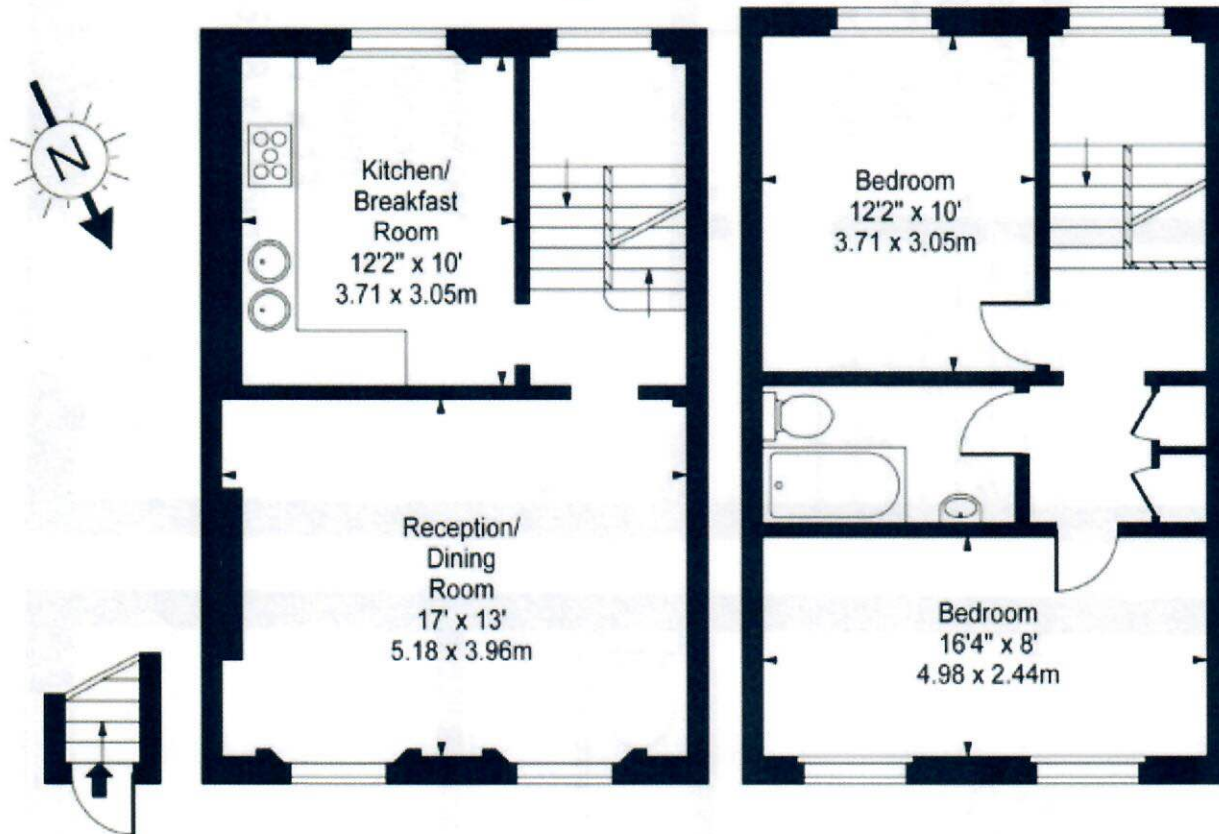 N
Kitchen/
Breakfast
Room
12'2" x 10'
3.71 x 3.05m
Reception/
Dining
Room
17' x 13'
5.18 x 3.96m
Bedroom
12'2" x 10'
3.71 x 3.05m
Bedroom
16'4" x 8'
4.98 x 2.44m